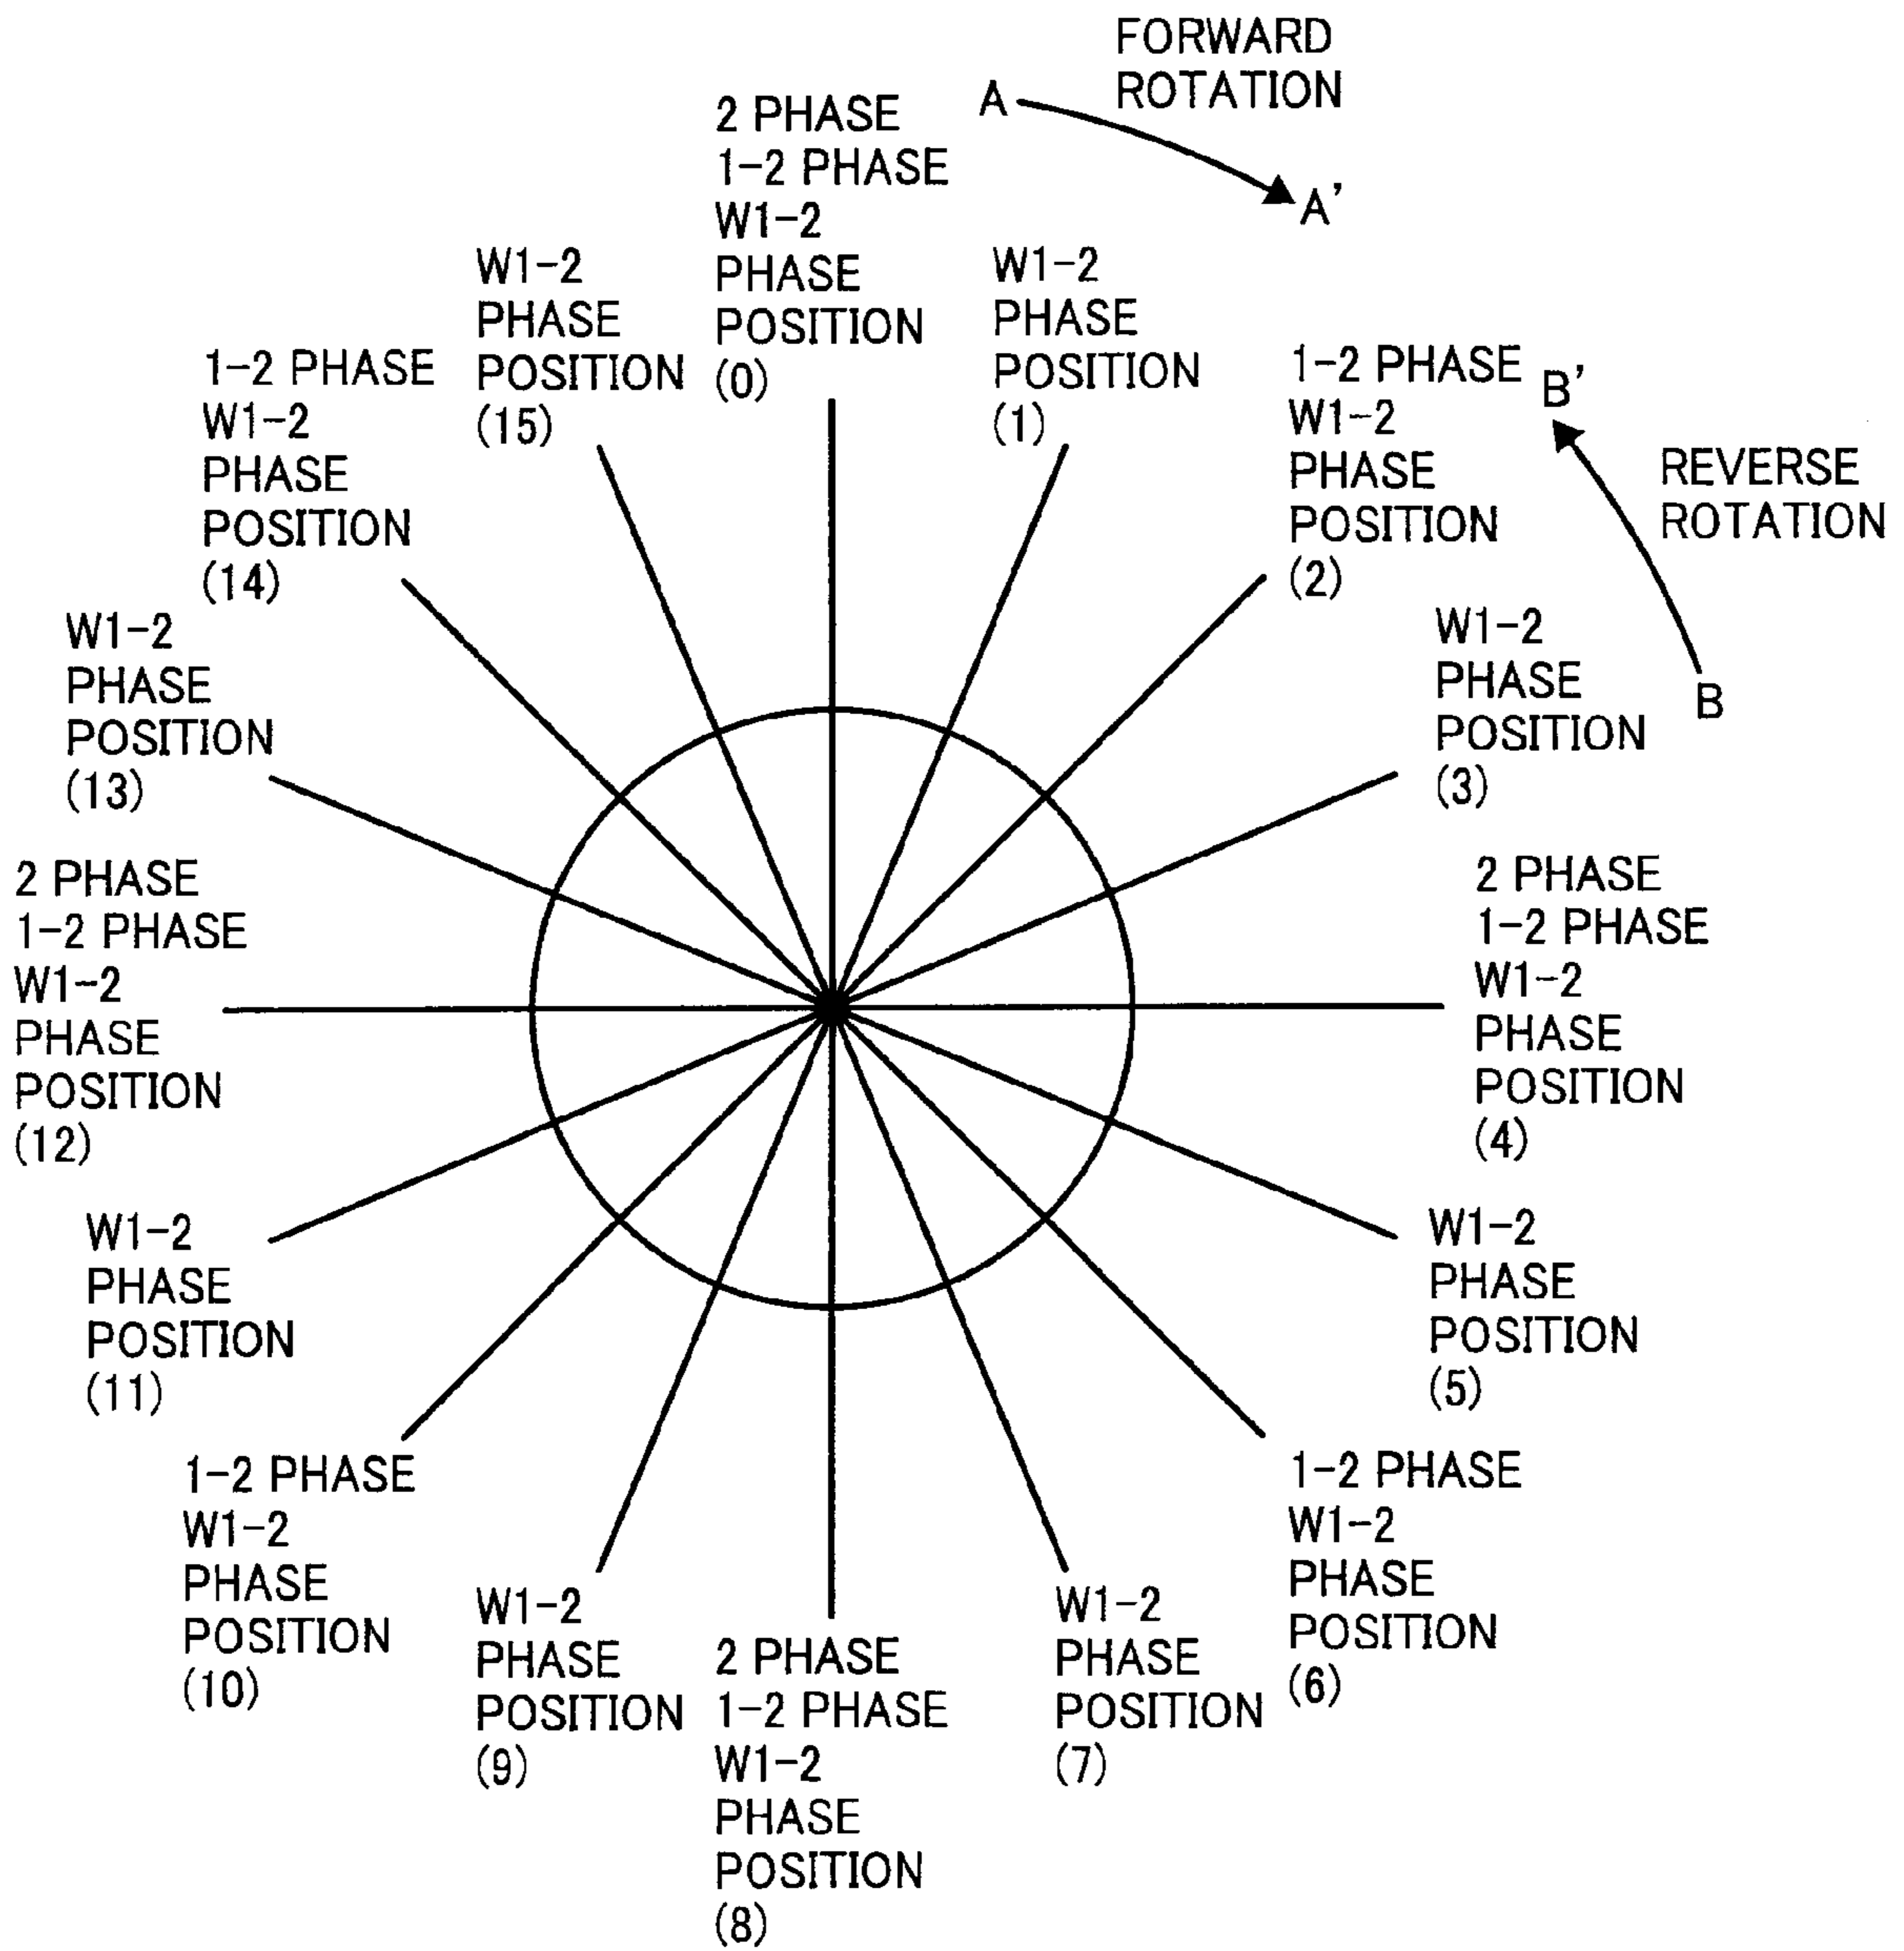 FORWARD
ROTATION
A
A'
2 PHASE
1-2 PHASE
W1-2
PHASE
POSITION
(0)
W1-2
PHASE
POSITION
(1)
1-2 PHASE
W1-2
PHASE
POSITION
(2)
B'
REVERSE
ROTATION
B
W1-2
PHASE
POSITION
(3)
2 PHASE
1-2 PHASE
W1-2
PHASE
POSITION
(4)
W1-2
PHASE
POSITION
(5)
1-2 PHASE
W1-2
PHASE
POSITION
(6)
W1-2
PHASE
POSITION
(7)
2 PHASE
1-2 PHASE
W1-2
PHASE
POSITION
(8)
W1-2
PHASE
POSITION
(9)
1-2 PHASE
W1-2
PHASE
POSITION
(10)
W1-2
PHASE
POSITION
(11)
2 PHASE
1-2 PHASE
W1-2
PHASE
POSITION
(12)
W1-2
PHASE
POSITION
(13)
1-2 PHASE
W1-2
PHASE
POSITION
(14)
W1-2
PHASE
POSITION
(15)